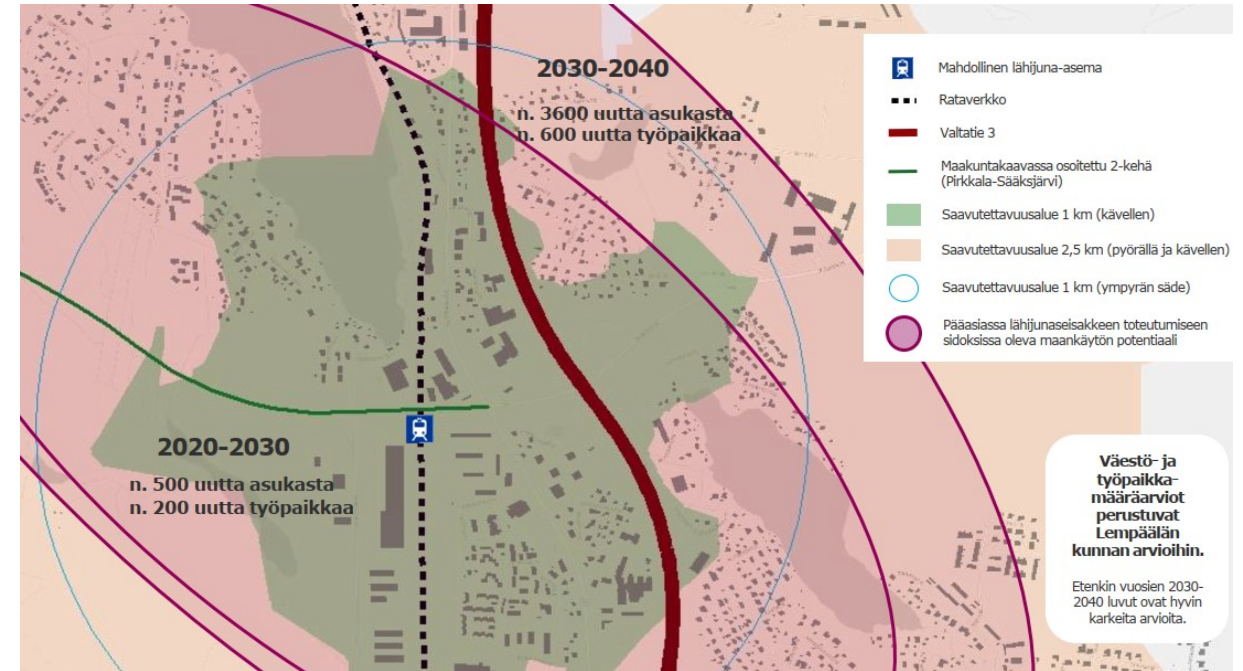 2030-2040
n. 3600 uutta asukasta
n. 600 uutta työpaikkaa
2020-2030
n. 500 uutta asukasta
n. 200 uutta työpaikkaa
Mahdollinen lähijuna-asema
Rataverkko
Valtatie 3
Maakuntakaavassa osoitettu 2-kehä
(Pirkkala-Sääksjärvi)
Saavutettavuusalue 1 km (kävellen)
Saavutettavuusalue 2,5 km (pyörällä ja kävellen)
Saavutettavuusalue 1 km (ympyrän säde)
Pääasiassa lähijunaseisakkeen toteutumiseen
sidoksissa oleva maankäytön potentiaali
Väestö- ja
työpaikka-
määräarviot
perustuvat
Lempäälän
kunnan arvioihin.
Etenkin vuosien 2030-
2040 luvut ovat hyvin
karkeita arvioita.